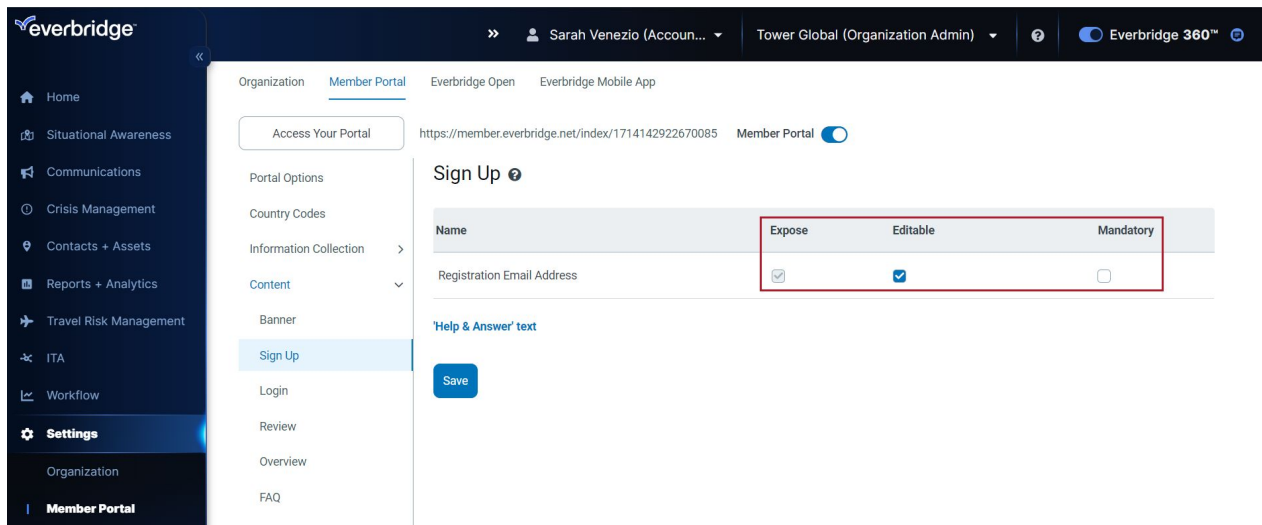 everbridge™
»
Sarah Venezio (Accoun...
Tower Global (Organization Admin)
Everbridge 360™
«
Home
Situational Awareness
Communications
Crisis Management
Contacts + Assets
Reports + Analytics
Travel Risk Management
ITA
Workflow
Settings
Organization
Member Portal
Organization Member Portal Everbridge Open Everbridge Mobile App
Access Your Portal https://member.everbridge.net/index/1714142922670085 Member Portal
Portal Options
Country Codes
Information Collection
Content
Banner
Sign Up
Login
Review
Overview
FAQ
Sign Up
Name Expose Editable Mandatory
Registration Email Address
'Help & Answer' text
Save